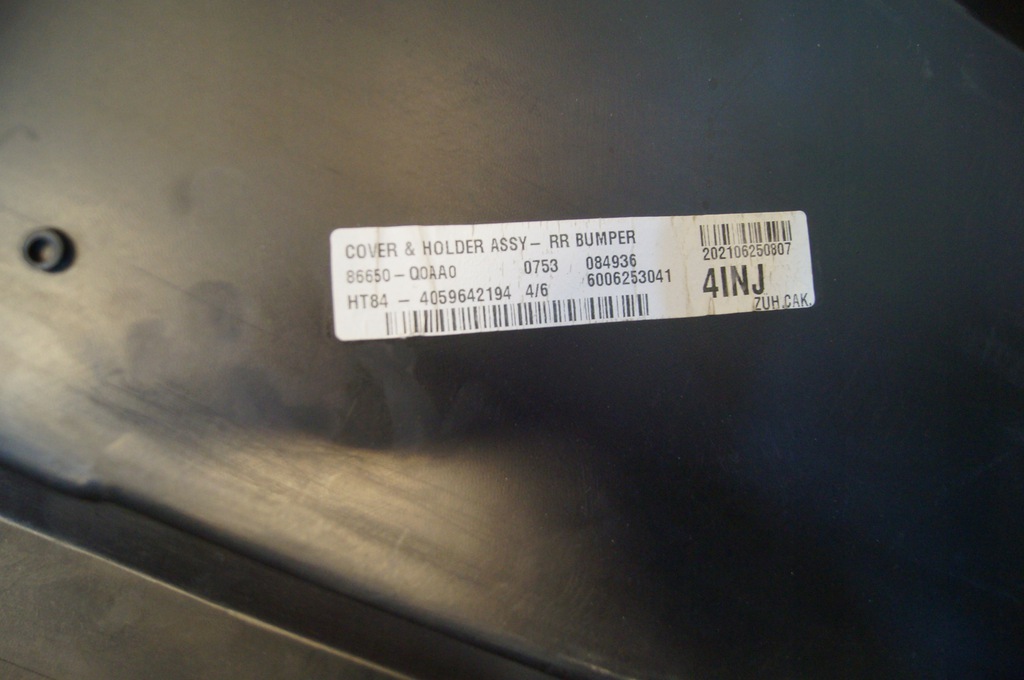 COVER & HOLDER ASSY- RR BUMPER
86650-Q0AA0 0753 084936
HT84 - 4059642194 4/6 6006253041
202106250807
4INJ
ZUH.CAK.